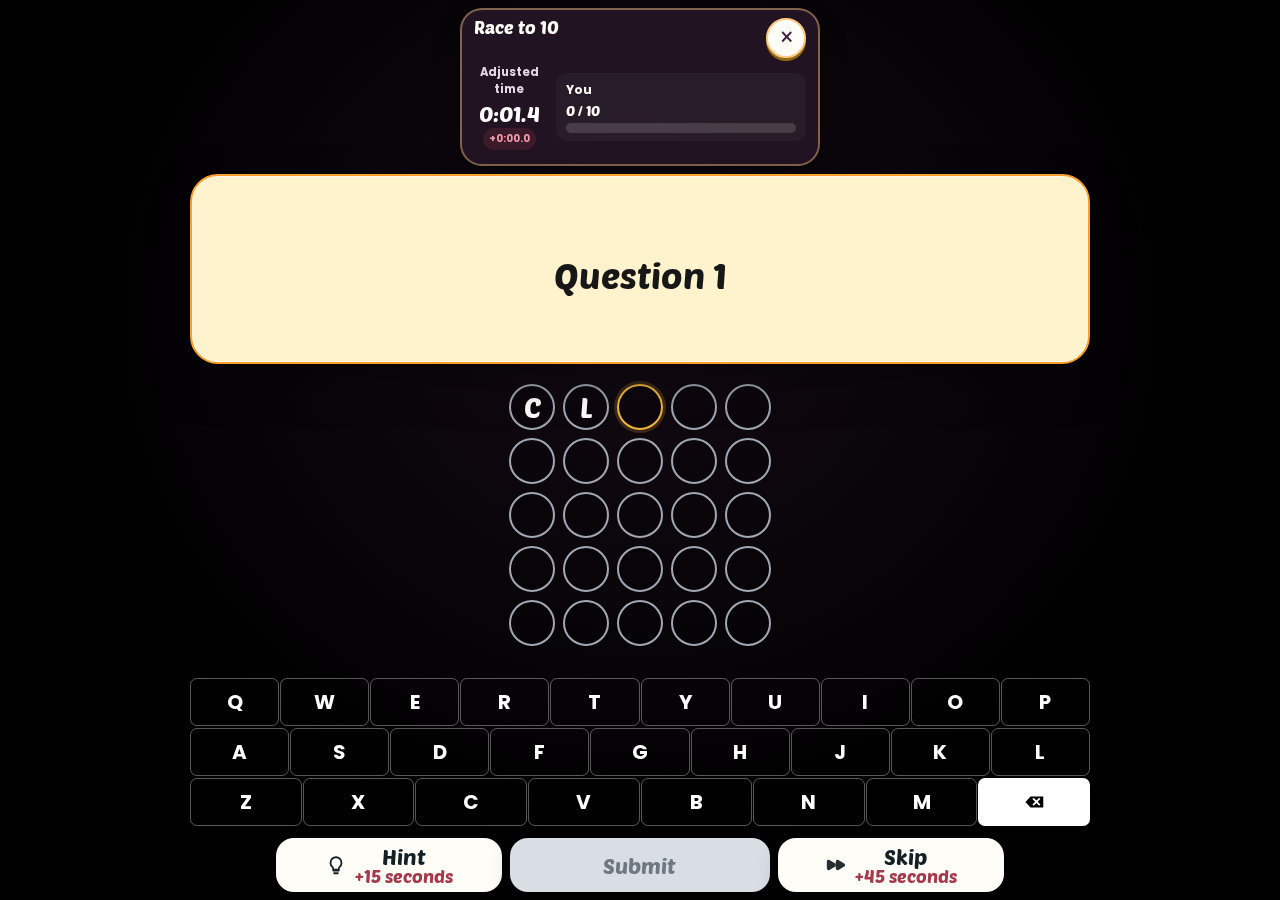 Race to 10
×
Adjusted
time
0:01.4
+0:00.0
You
0 / 10
Question 1
C L
Q W E R T Y U I O P
A S D F G H J K L
Z X C V B N M
Hint
+15 seconds
Submit
Skip
+45 seconds